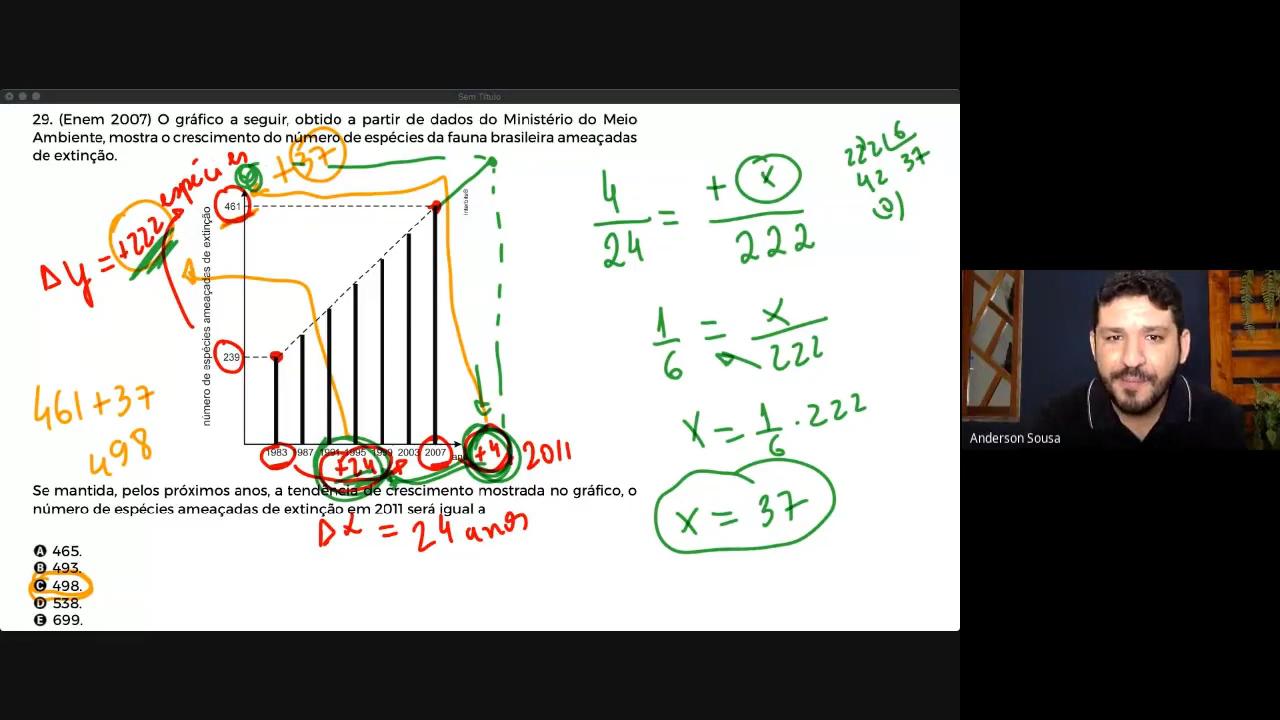 Sem Título
29. (Enem 2007) O gráfico a seguir, obtido a partir de dados do Ministério do Meio
Ambiente, mostra o crescimento do número de espécies da fauna brasileira ameaçadas
de extinção.
+37
espécies
Δy = +222
número de espécies ameaçadas de extinção
461
239
1983 1987 1991 1995 1999 2003 2007
+24
+4
2011
461+37
498
Se mantida, pelos próximos anos, a tendência de crescimento mostrada no gráfico, o
número de espécies ameaçadas de extinção em 2011 será igual a
Δx = 24 anos
A 465.
B 493.
C 498.
D 538.
E 699.
4/24 = +x/222
1/6 = x/222
x = 1/6 . 222
x = 37
222 6
42 37
0)
Anderson Sousa